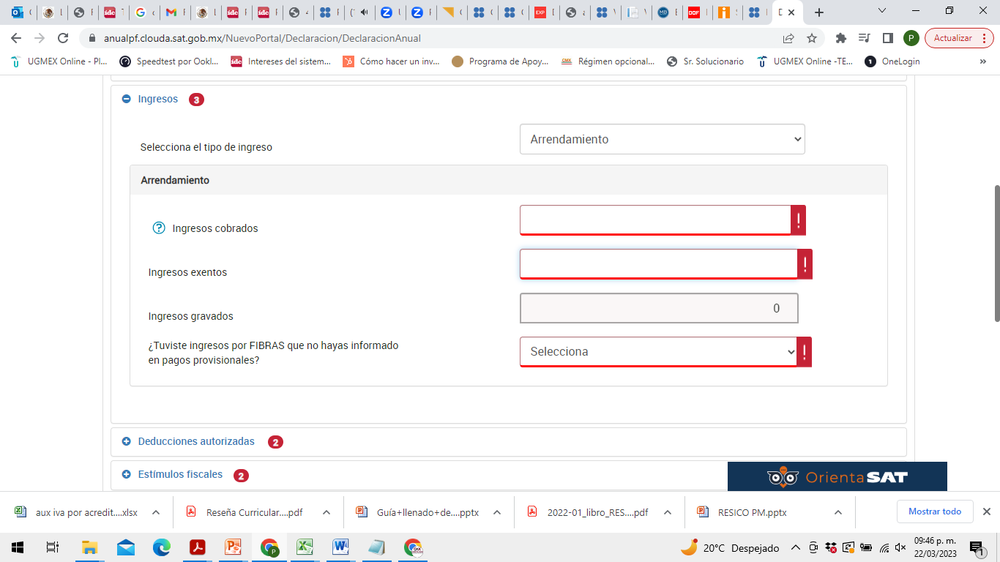 anualpf.clouda.sat.gob.mx/NuevoPortal/Declaracion/DeclaracionAnual
P
Actualizar
UGMEX Online - Pl...
Speedtest por Ookl...
Intereses del sistem...
Cómo hacer un inv...
Programa de Apoy...
Régimen opcional...
Sr. Solucionario
UGMEX Online -TE...
OneLogin
»
Ingresos 3
Selecciona el tipo de ingreso
Arrendamiento
Arrendamiento
? Ingresos cobrados
!
Ingresos exentos
!
Ingresos gravados
0
¿Tuviste ingresos por FIBRAS que no hayas informado
en pagos provisionales?
Selecciona
!
Deducciones autorizadas 2
Estímulos fiscales 2
OrientaSAT
aux iva por acredit....xlsx
Reseña Curricular....pdf
Guía+llenado+de....pptx
2022-01_libro_RES....pdf
RESICO PM.pptx
Mostrar todo
20°C Despejado
09:46 p. m.
22/03/2023
1